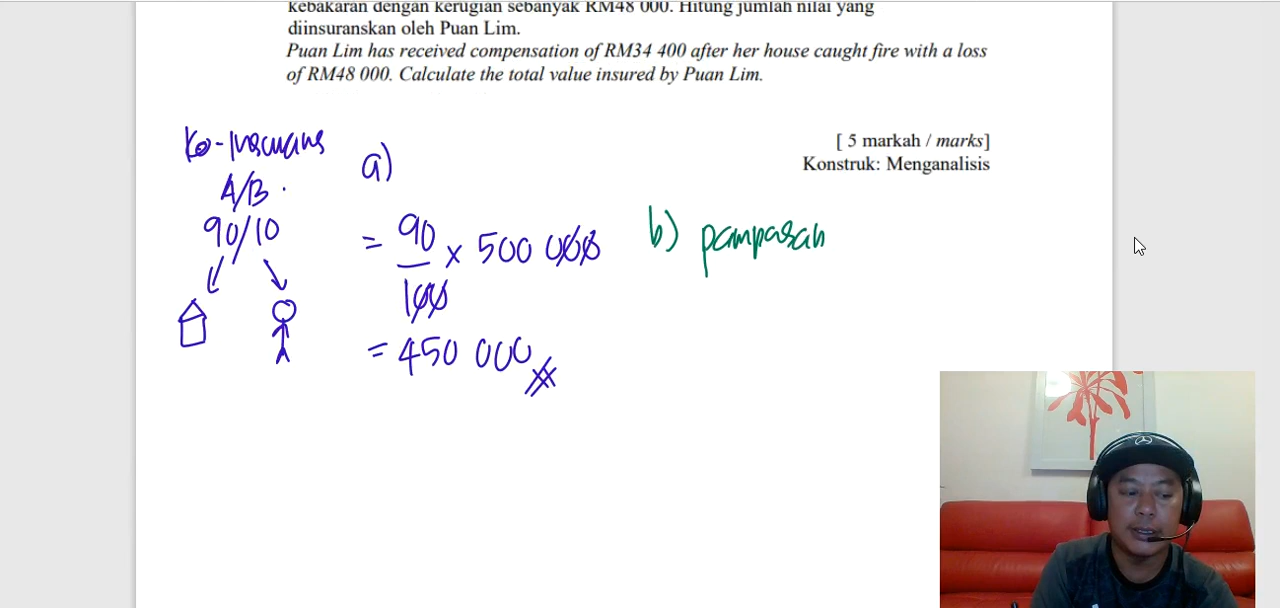 kebakaran dengan kerugian sebanyak RM48 000. Hitung jumlah nilai yang
diinsuranskan oleh Puan Lim.
Puan Lim has received compensation of RM34 400 after her house caught fire with a loss
of RM48 000. Calculate the total value insured by Puan Lim.
[ 5 markah / marks]
Konstruk: Menganalisis
Ko-Insurans
A/B
90/10
a)
= 90/100 x 500 000
= 450 000
b) pampasan